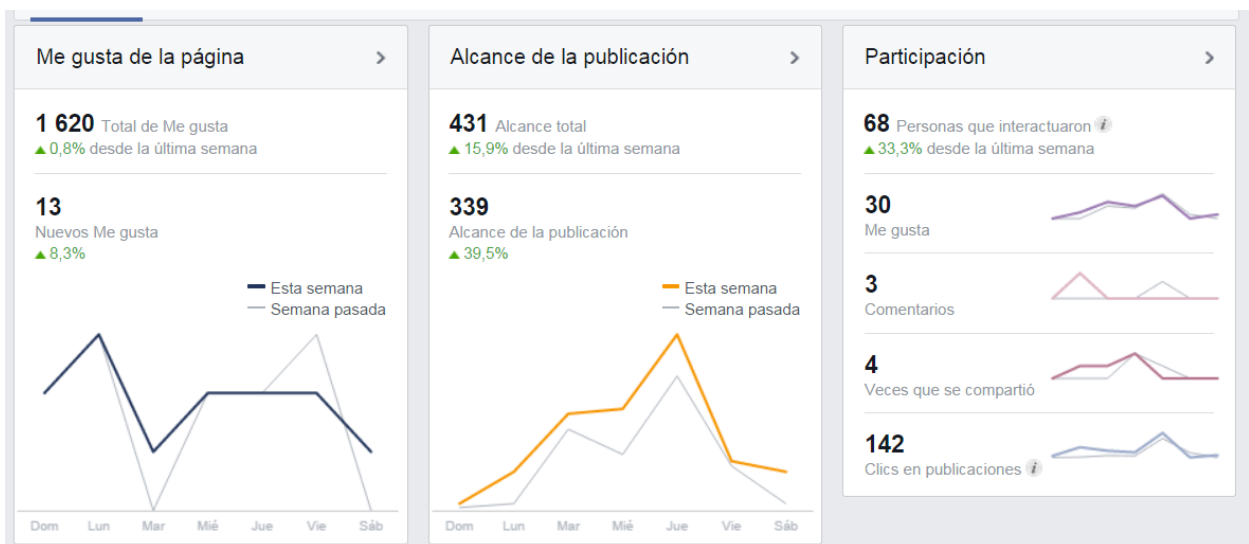 Me gusta de la página
1 620 Total de Me gusta
0,8% desde la última semana
13
Nuevos Me gusta
8,3%
Esta semana
Semana pasada
Dom Lun Mar Mié Jue Vie Sáb
Alcance de la publicación
431 Alcance total
15,9% desde la última semana
339
Alcance de la publicación
39,5%
Esta semana
Semana pasada
Dom Lun Mar Mié Jue Vie Sáb
Participación
68 Personas que interactuaron i
33,3% desde la última semana
30
Me gusta
3
Comentarios
4
Veces que se compartió
142
Clics en publicaciones i